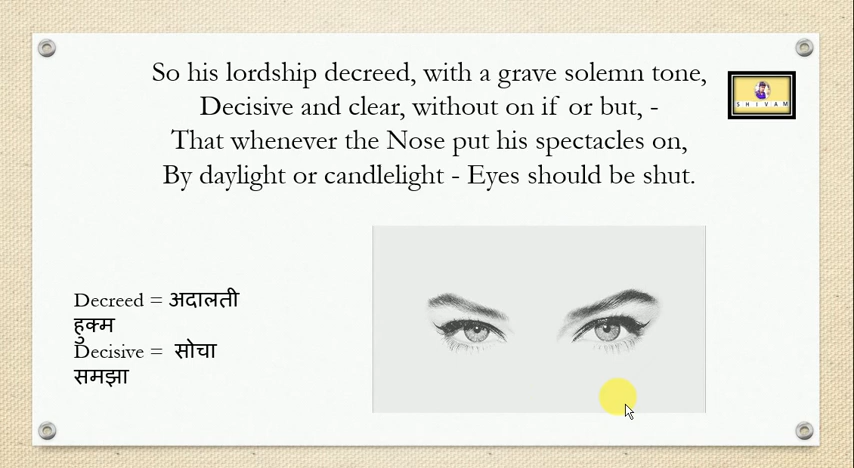 So his lordship decreed, with a grave solemn tone,
Decisive and clear, without on if or but, -
That whenever the Nose put his spectacles on,
By daylight or candlelight - Eyes should be shut.
SHIVAM
Decreed = अदालती
हुक्म
Decisive = सोचा
समझा